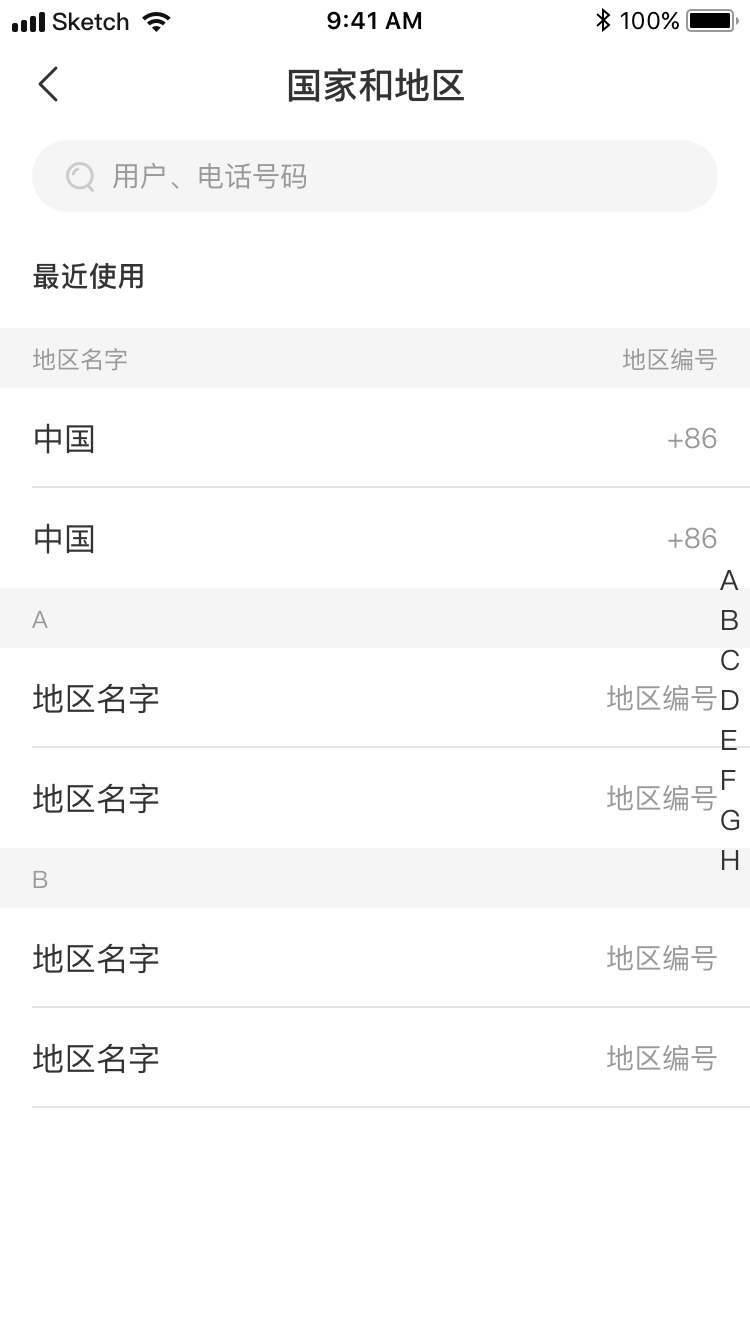 Sketch 9:41 AM 100%
国家和地区
用户、电话号码
最近使用
地区名字 地区编号
中国 +86
中国 +86
A
B
C
D
E
F
G
H
A
地区名字 地区编号
地区名字 地区编号
B
地区名字 地区编号
地区名字 地区编号